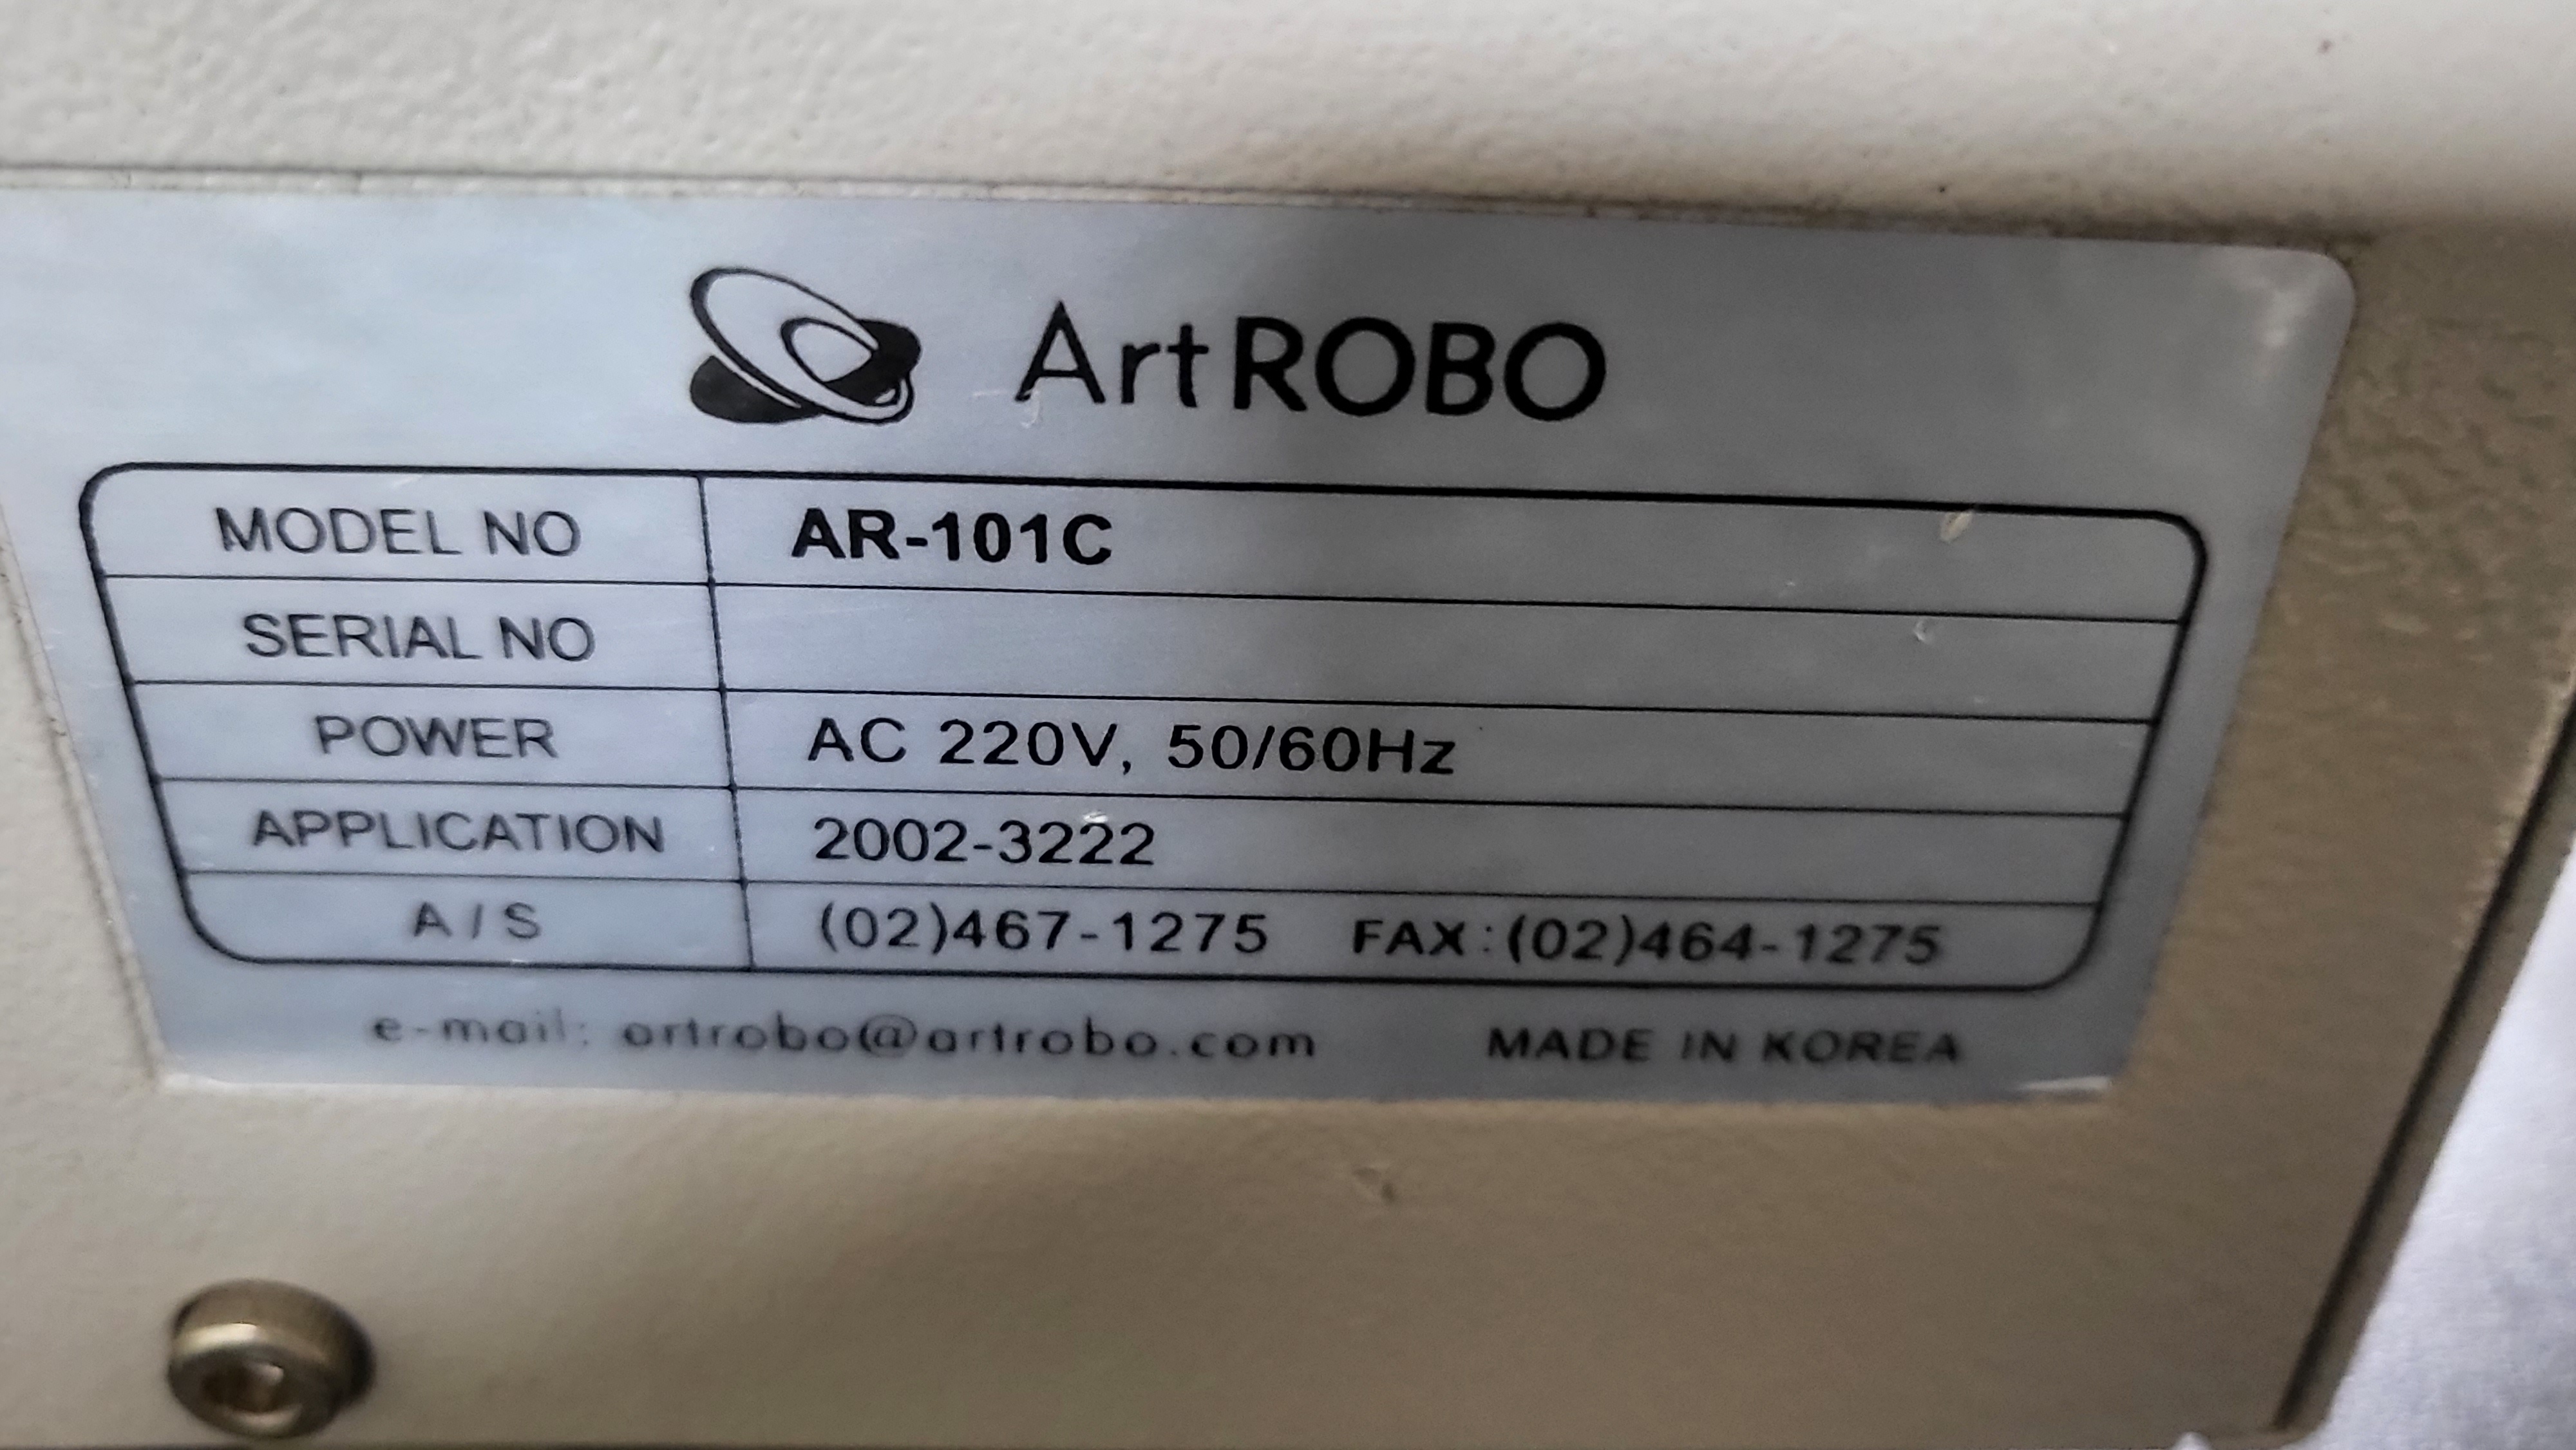 ArtROBO
MODEL NO AR-101C
SERIAL NO
POWER AC 220V, 50/60Hz
APPLICATION 2002-3222
A/S (02)467-1275 FAX:(02)464-1275
e-mail: artrobo@artrobo.com MADE IN KOREA